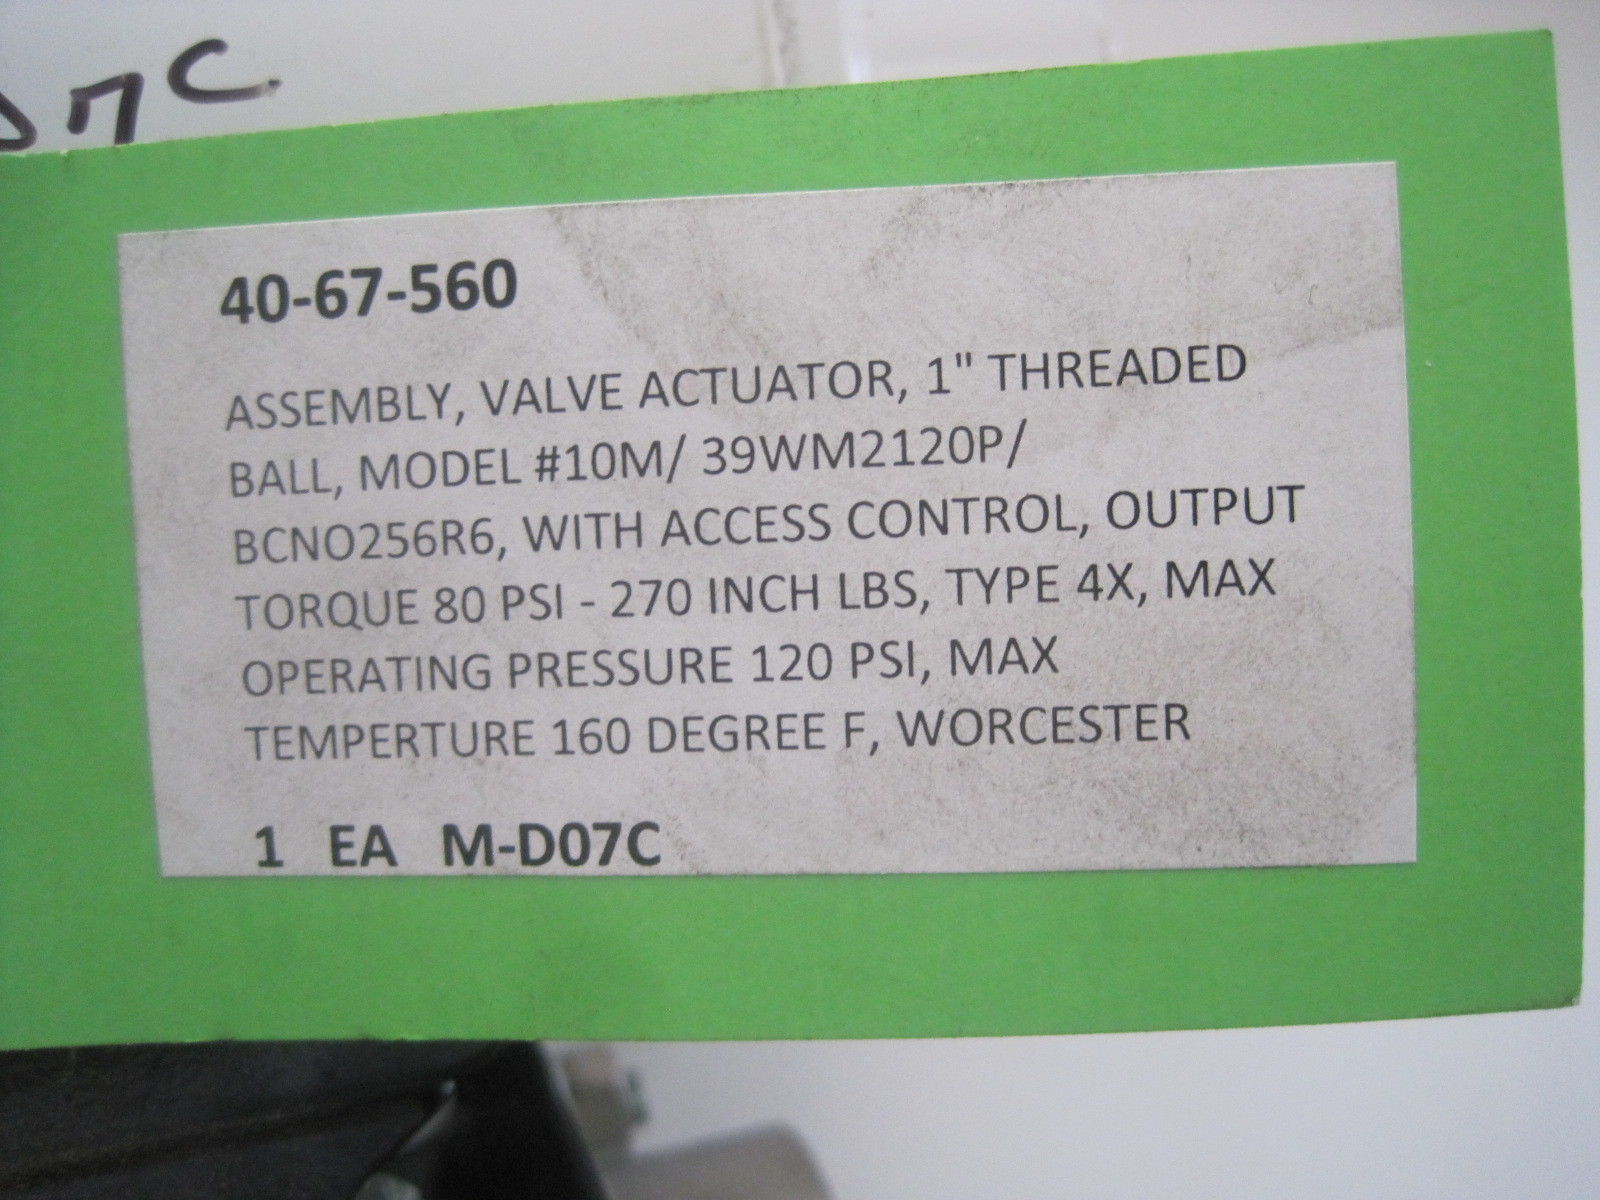 07C
40-67-560
ASSEMBLY, VALVE ACTUATOR, 1" THREADED
BALL, MODEL #10M/ 39WM2120P/
BCNO256R6, WITH ACCESS CONTROL, OUTPUT
TORQUE 80 PSI - 270 INCH LBS, TYPE 4X, MAX
OPERATING PRESSURE 120 PSI, MAX
TEMPERTURE 160 DEGREE F, WORCESTER
1 EA M-D07C